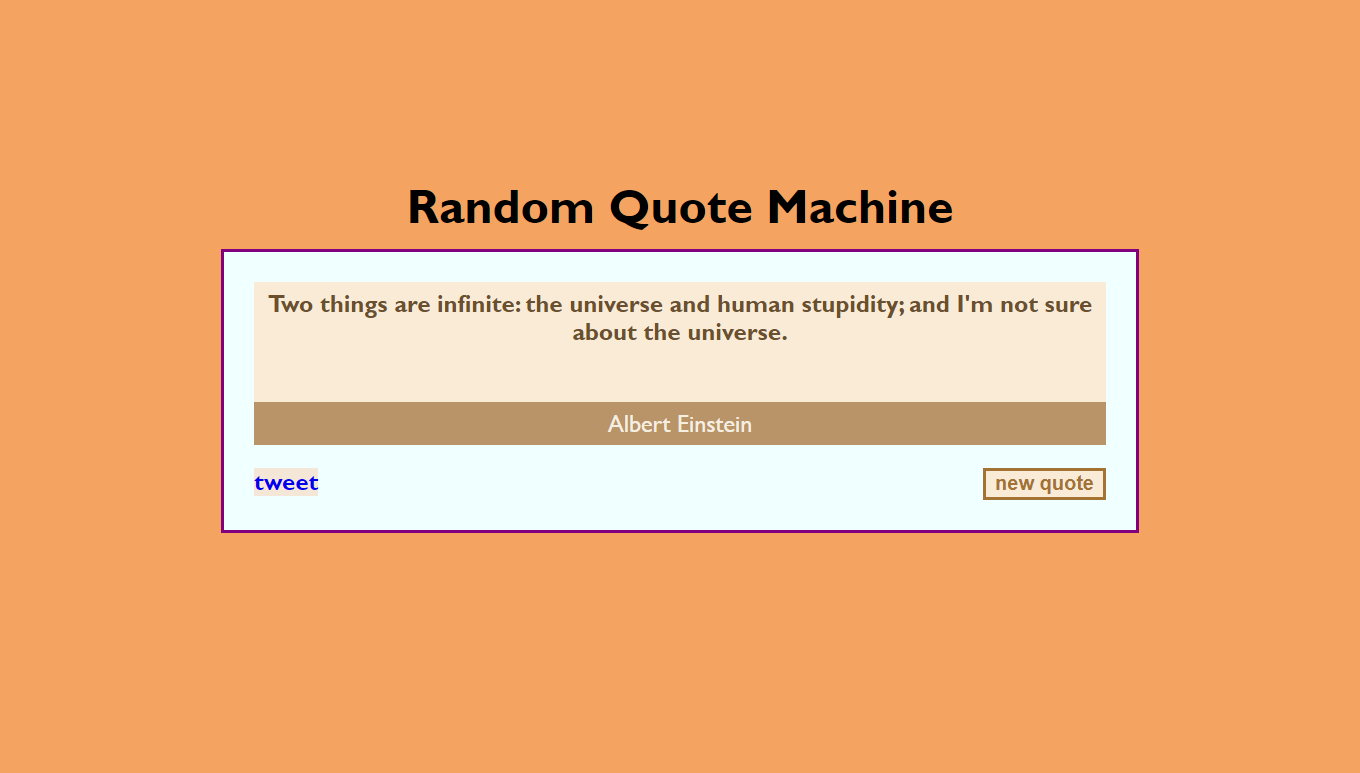 Random Quote Machine
Two things are infinite: the universe and human stupidity; and I'm not sure
about the universe.
Albert Einstein
tweet
new quote